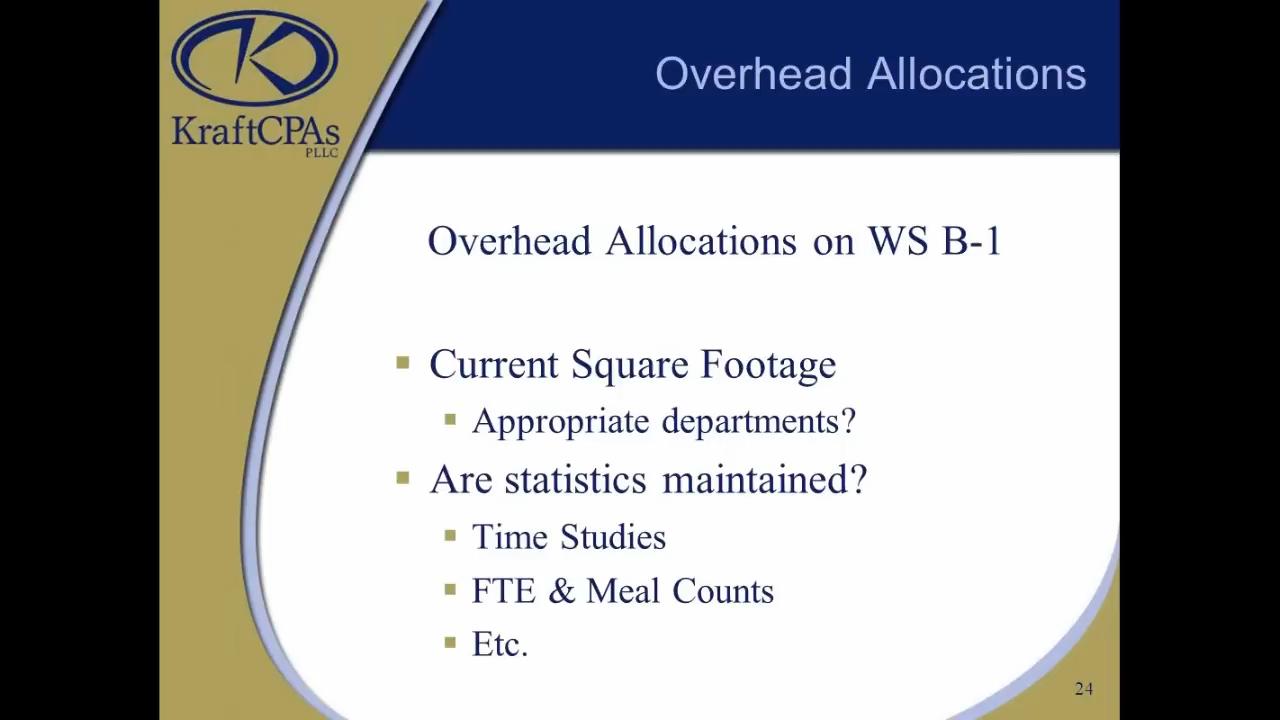 KraftCPAs
PLLC
Overhead Allocations
Overhead Allocations on WS B-1
Current Square Footage
Appropriate departments?
Are statistics maintained?
Time Studies
FTE & Meal Counts
Etc.
24